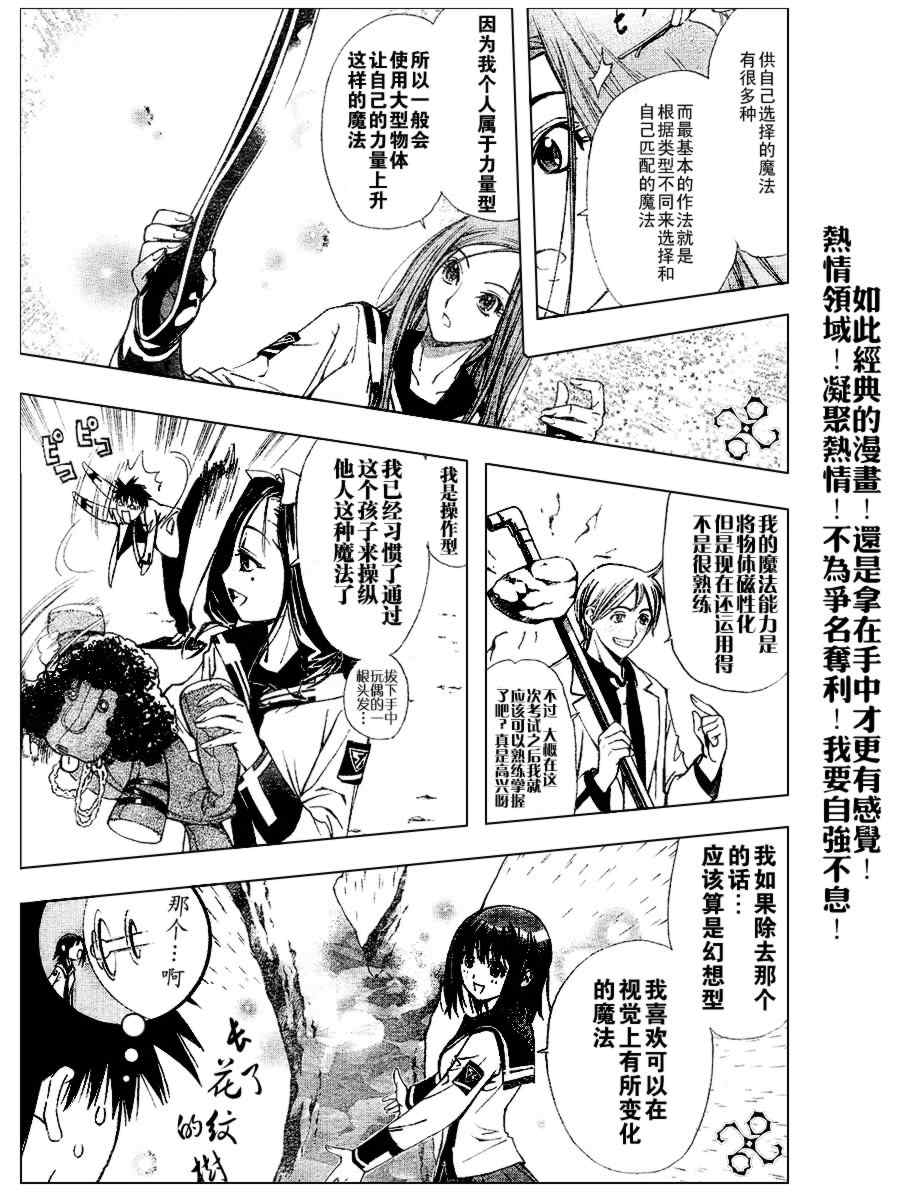 供自己选择的魔法
有很多种
而最基本的作法就是
根据类型不同来选择和
自己匹配的魔法
因为我个人属于力量型
所以一般会
使用大型物体
让自己的力量上升
这样的魔法
我的魔法能力是
将物体磁性化
但是现在还运用得
不是很熟练
不过 大概在这
次考试之后我就
应该可以熟练掌握
了吧？真是高兴呀
我是操作型
我已经习惯了通过
这个孩子来操纵
他人这种魔法了
拔下手中
玩偶的一
根头发…
ピコ
ピコ
我如果除去那个
的话…
应该算是幻想型
我喜欢可以在
视觉上有所变化
的魔法
那个…啊
长
花了
的纹
树
如此經典的漫畫！還是拿在手中才更有感覺！
熱情領域！凝聚熱情！不為爭名奪利！我要自強不息！